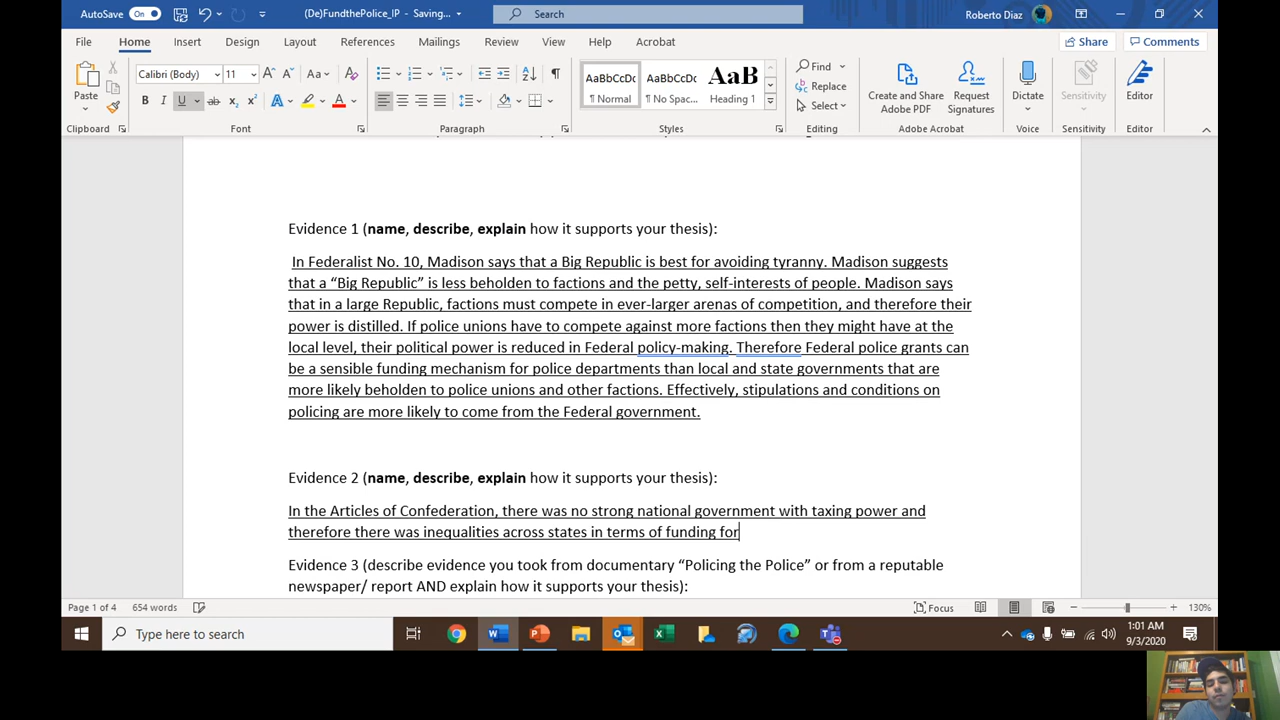 AutoSave On (De)FundthePolice_IP - Saving... Search Roberto Diaz
File Home Insert Design Layout References Mailings Review View Help Acrobat Share Comments
Calibri (Body) 11 Aa AaBbCcDc AaBbCcDc AaB Find
Paste B I U ab x₂ x² A A ¶ Normal ¶ No Spac... Heading 1 Replace Select Create and Share Adobe PDF Request Signatures Dictate Sensitivity Editor
Clipboard Font Paragraph Styles Editing Adobe Acrobat Voice Sensitivity Editor
Evidence 1 (name, describe, explain how it supports your thesis):
In Federalist No. 10, Madison says that a Big Republic is best for avoiding tyranny. Madison suggests
that a “Big Republic” is less beholden to factions and the petty, self-interests of people. Madison says
that in a large Republic, factions must compete in ever-larger arenas of competition, and therefore their
power is distilled. If police unions have to compete against more factions then they might have at the
local level, their political power is reduced in Federal policy-making. Therefore Federal police grants can
be a sensible funding mechanism for police departments than local and state governments that are
more likely beholden to police unions and other factions. Effectively, stipulations and conditions on
policing are more likely to come from the Federal government.
Evidence 2 (name, describe, explain how it supports your thesis):
In the Articles of Confederation, there was no strong national government with taxing power and
therefore there was inequalities across states in terms of funding for
Evidence 3 (describe evidence you took from documentary “Policing the Police” or from a reputable
newspaper/ report AND explain how it supports your thesis):
Page 1 of 4 654 words Focus 130%
Type here to search 1:01 AM
9/3/2020